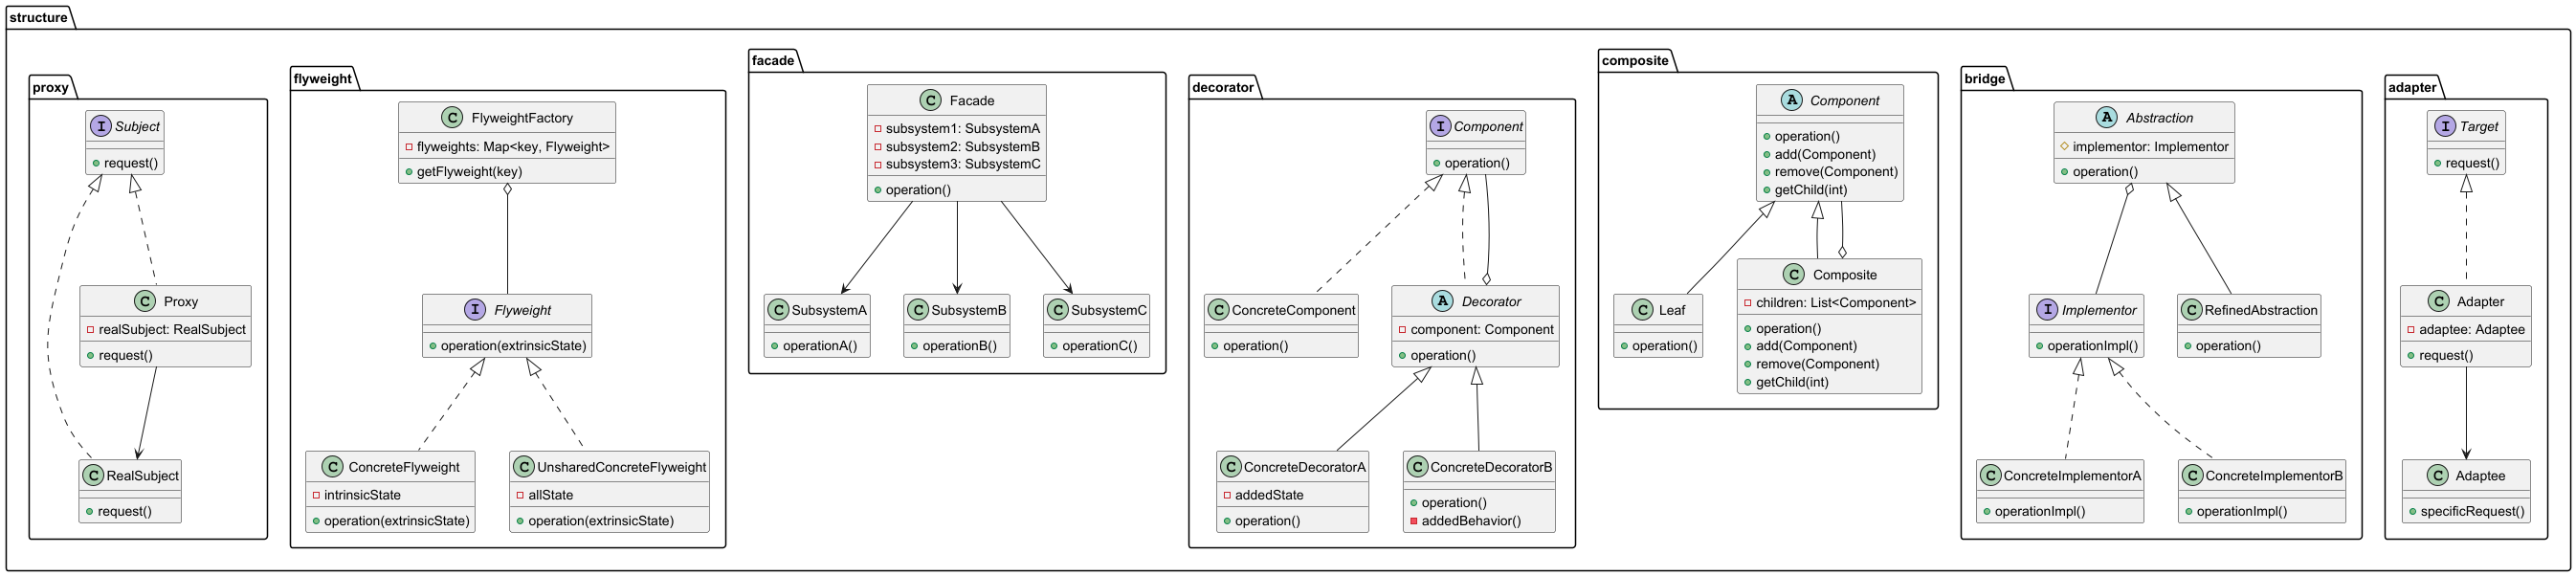 structure
proxy
I Subject
request()
C Proxy
realSubject: RealSubject
request()
C RealSubject
request()
flyweight
C FlyweightFactory
flyweights: Map<key, Flyweight>
getFlyweight(key)
I Flyweight
operation(extrinsicState)
C ConcreteFlyweight
intrinsicState
operation(extrinsicState)
C UnsharedConcreteFlyweight
allState
operation(extrinsicState)
facade
C Facade
subsystem1: SubsystemA
subsystem2: SubsystemB
subsystem3: SubsystemC
operation()
C SubsystemA
operationA()
C SubsystemB
operationB()
C SubsystemC
operationC()
decorator
I Component
operation()
C ConcreteComponent
operation()
A Decorator
component: Component
operation()
C ConcreteDecoratorA
addedState
operation()
C ConcreteDecoratorB
operation()
addedBehavior()
composite
A Component
operation()
add(Component)
remove(Component)
getChild(int)
C Leaf
operation()
C Composite
children: List<Component>
operation()
add(Component)
remove(Component)
getChild(int)
bridge
A Abstraction
implementor: Implementor
operation()
I Implementor
operationImpl()
C RefinedAbstraction
operation()
C ConcreteImplementorA
operationImpl()
C ConcreteImplementorB
operationImpl()
adapter
I Target
request()
C Adapter
adaptee: Adaptee
request()
C Adaptee
specificRequest()